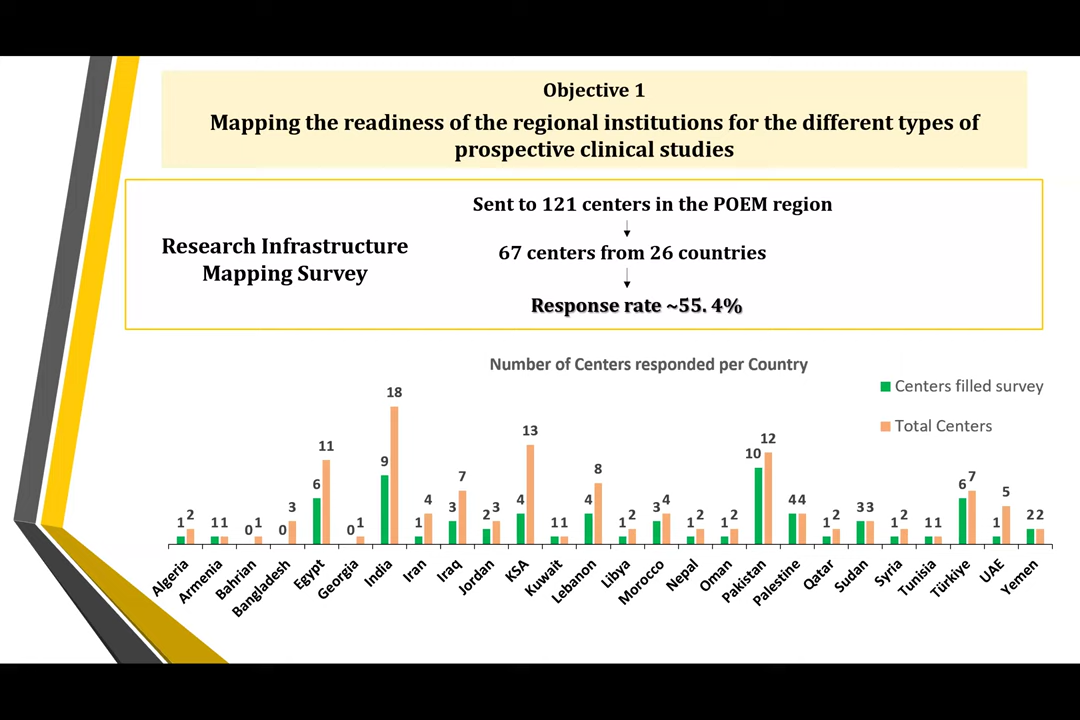 Objective 1
Mapping the readiness of the regional institutions for the different types of
prospective clinical studies
Research Infrastructure
Mapping Survey
Sent to 121 centers in the POEM region
67 centers from 26 countries
Response rate ~55. 4%
Number of Centers responded per Country
Centers filled survey
Total Centers
1 2
1 1
0 1
0 3
6 11
0 1
9 18
1 4
3 7
2 3
4 13
1 1
4 8
1 2
3 4
1 2
1 2
10 12
4 4
1 2
3 3
1 2
1 1
6 7
1 5
2 2
Algeria
Armenia
Bahrian
Bangladesh
Egypt
Georgia
India
Iran
Iraq
Jordan
KSA
Kuwait
Lebanon
Libya
Morocco
Nepal
Oman
Pakistan
Palestine
Qatar
Sudan
Syria
Tunisia
Türkiye
UAE
Yemen